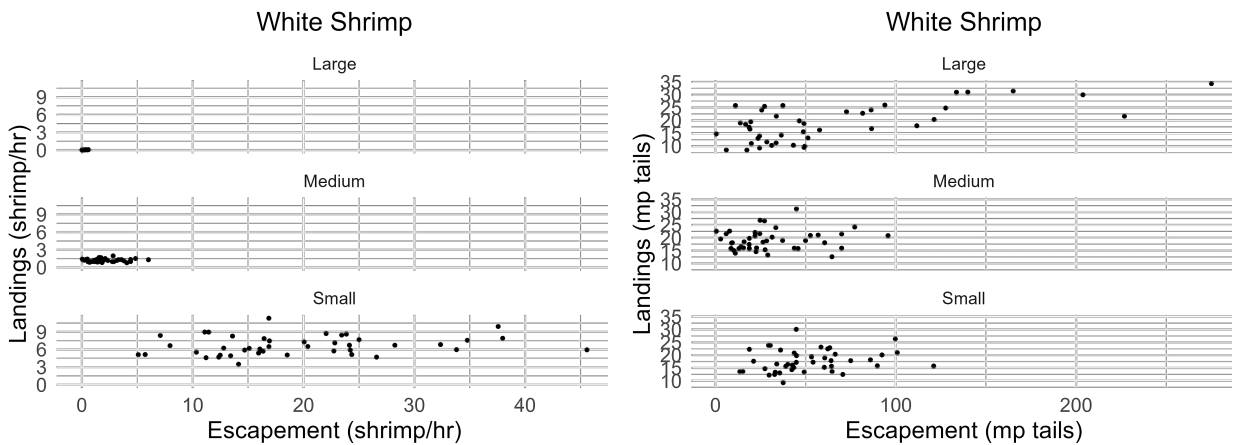 White Shrimp
Large
9
6
3
0
Medium
9
6
3
0
Small
9
6
3
0
0 10 20 30 40
Landings (shrimp/hr)
Escapement (shrimp/hr)
White Shrimp
Large
35
30
25
20
15
10
Medium
35
30
25
20
15
10
Small
35
30
25
20
15
10
0 100 200
Landings (mp tails)
Escapement (mp tails)